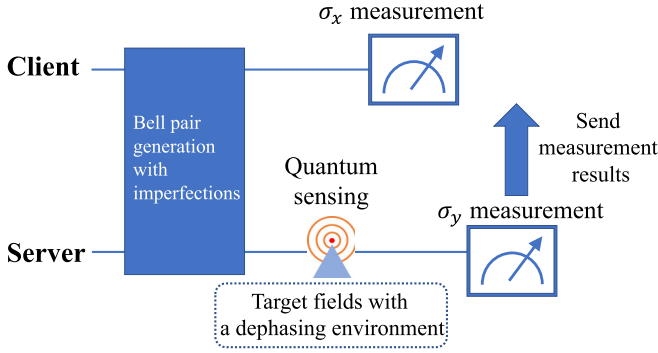 σₓ measurement
Client
Bell pair
generation
with
imperfections
Send
measurement
results
Quantum
sensing
σᵧ measurement
Server
Target fields with
a dephasing environment